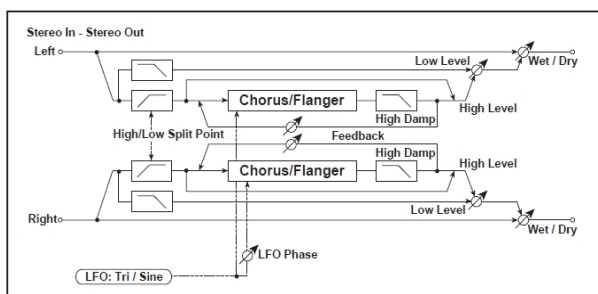 Stereo In - Stereo Out
Left
Low Level
Wet / Dry
Chorus/Flanger
High Damp
High Level
High/Low Split Point
Feedback
High Damp
Chorus/Flanger
High Level
Low Level
Right
Wet / Dry
LFO Phase
LFO: Tri / Sine